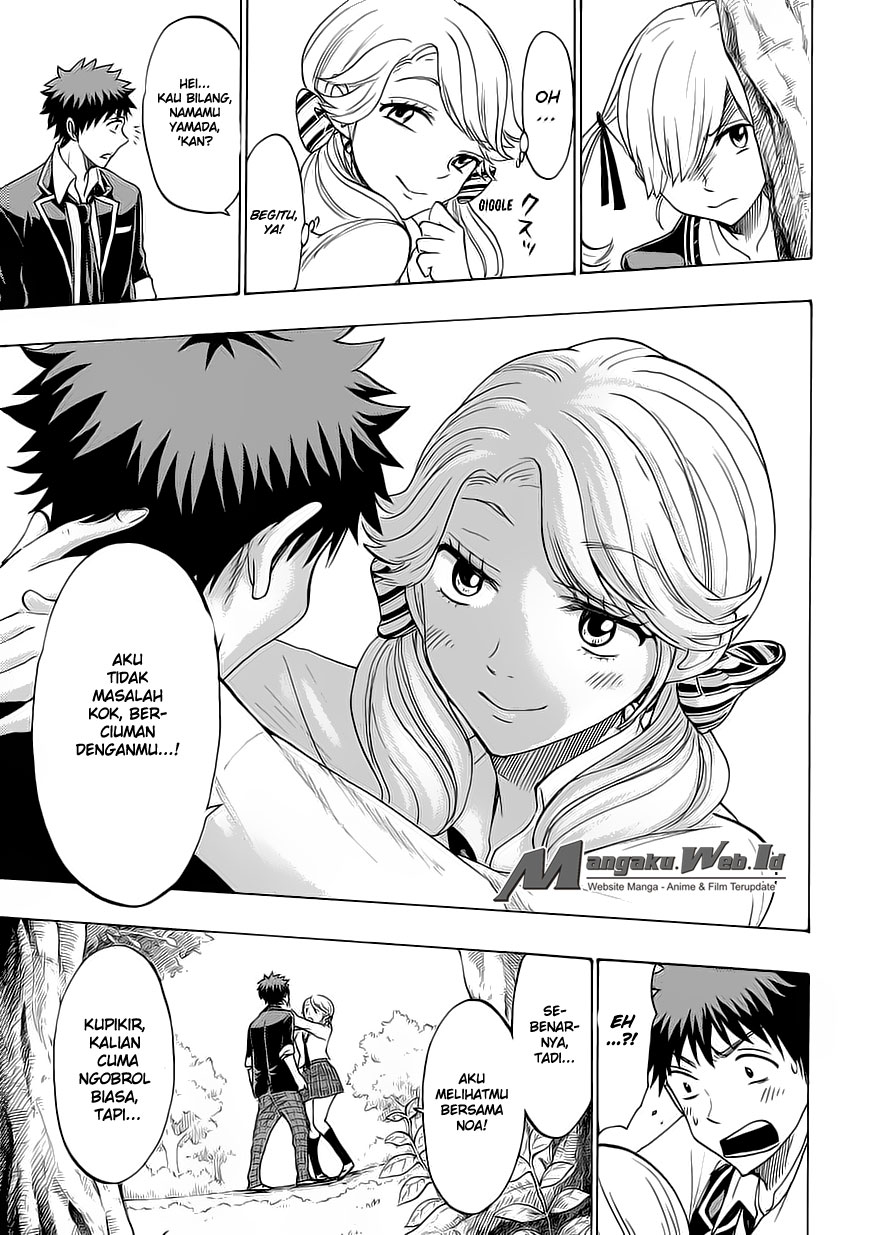 OH
...
GIGGLE
クスッ
BEGITU,
YA!
HEI...
KAU BILANG,
NAMAMU
YAMADA,
'KAN?
AKU
TIDAK
MASALAH
KOK, BER-
CIUMAN
DENGANMU...!
Mangaku.Web.Id
Website Manga - Anime & Film Terupdate
EH
...?!
SE-
BENAR-
NYA,
TADI...
AKU
MELIHATMU
BERSAMA
NOA!
KUPIKIR,
KALIAN
CUMA
NGOBROL
BIASA,
TAPI...